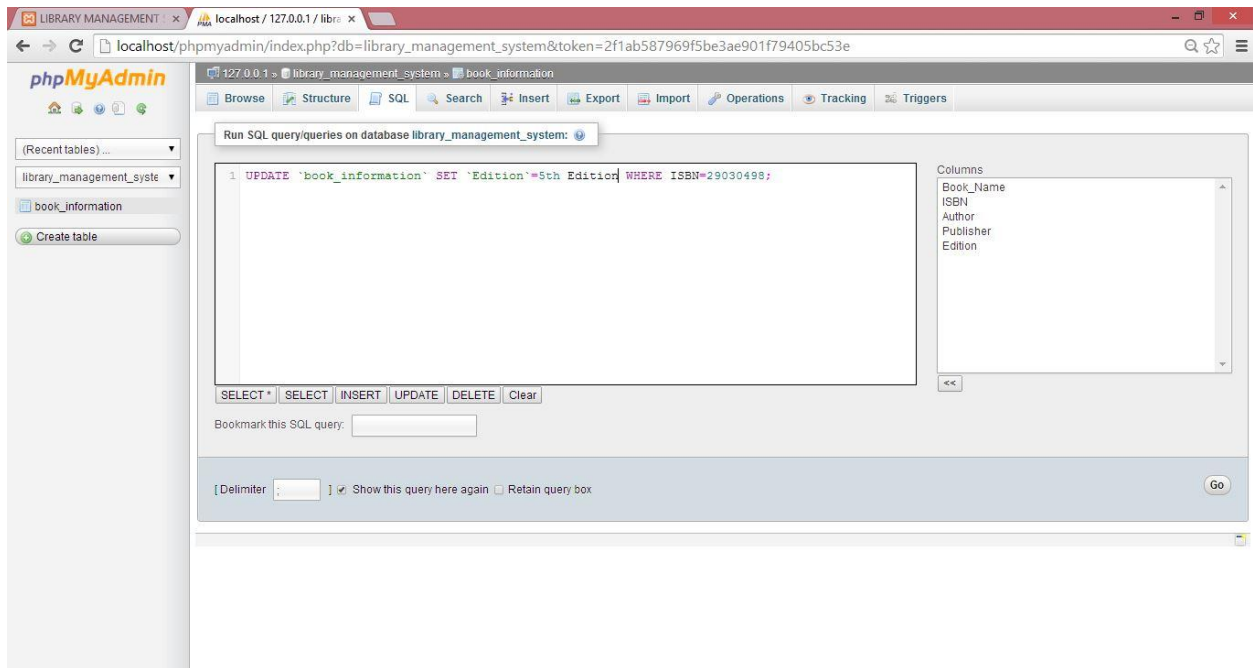 LIBRARY MANAGEMENT S
localhost / 127.0.0.1 / libra
localhost/phpmyadmin/index.php?db=library_management_system&token=2f1ab587969f5be3ae901f79405bc53e
phpMyAdmin
127.0.0.1 » library_management_system » book_information
Browse Structure SQL Search Insert Export Import Operations Tracking Triggers
(Recent tables) ...
library_management_syste
book_information
Create table
Run SQL query/queries on database library_management_system:
1 UPDATE `book_information` SET `Edition`=5th Edition WHERE ISBN=29030498;
Columns
Book_Name
ISBN
Author
Publisher
Edition
<<
SELECT * SELECT INSERT UPDATE DELETE Clear
Bookmark this SQL query:
[ Delimiter ; ] Show this query here again Retain query box
Go